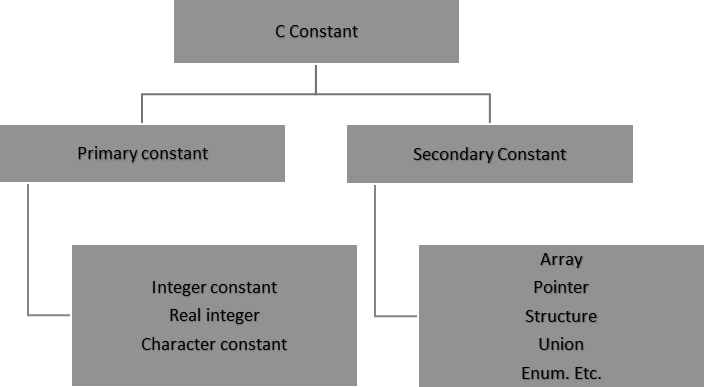 C Constant
Primary constant
Secondary Constant
Integer constant
Real integer
Character constant
Array
Pointer
Structure
Union
Enum. Etc.